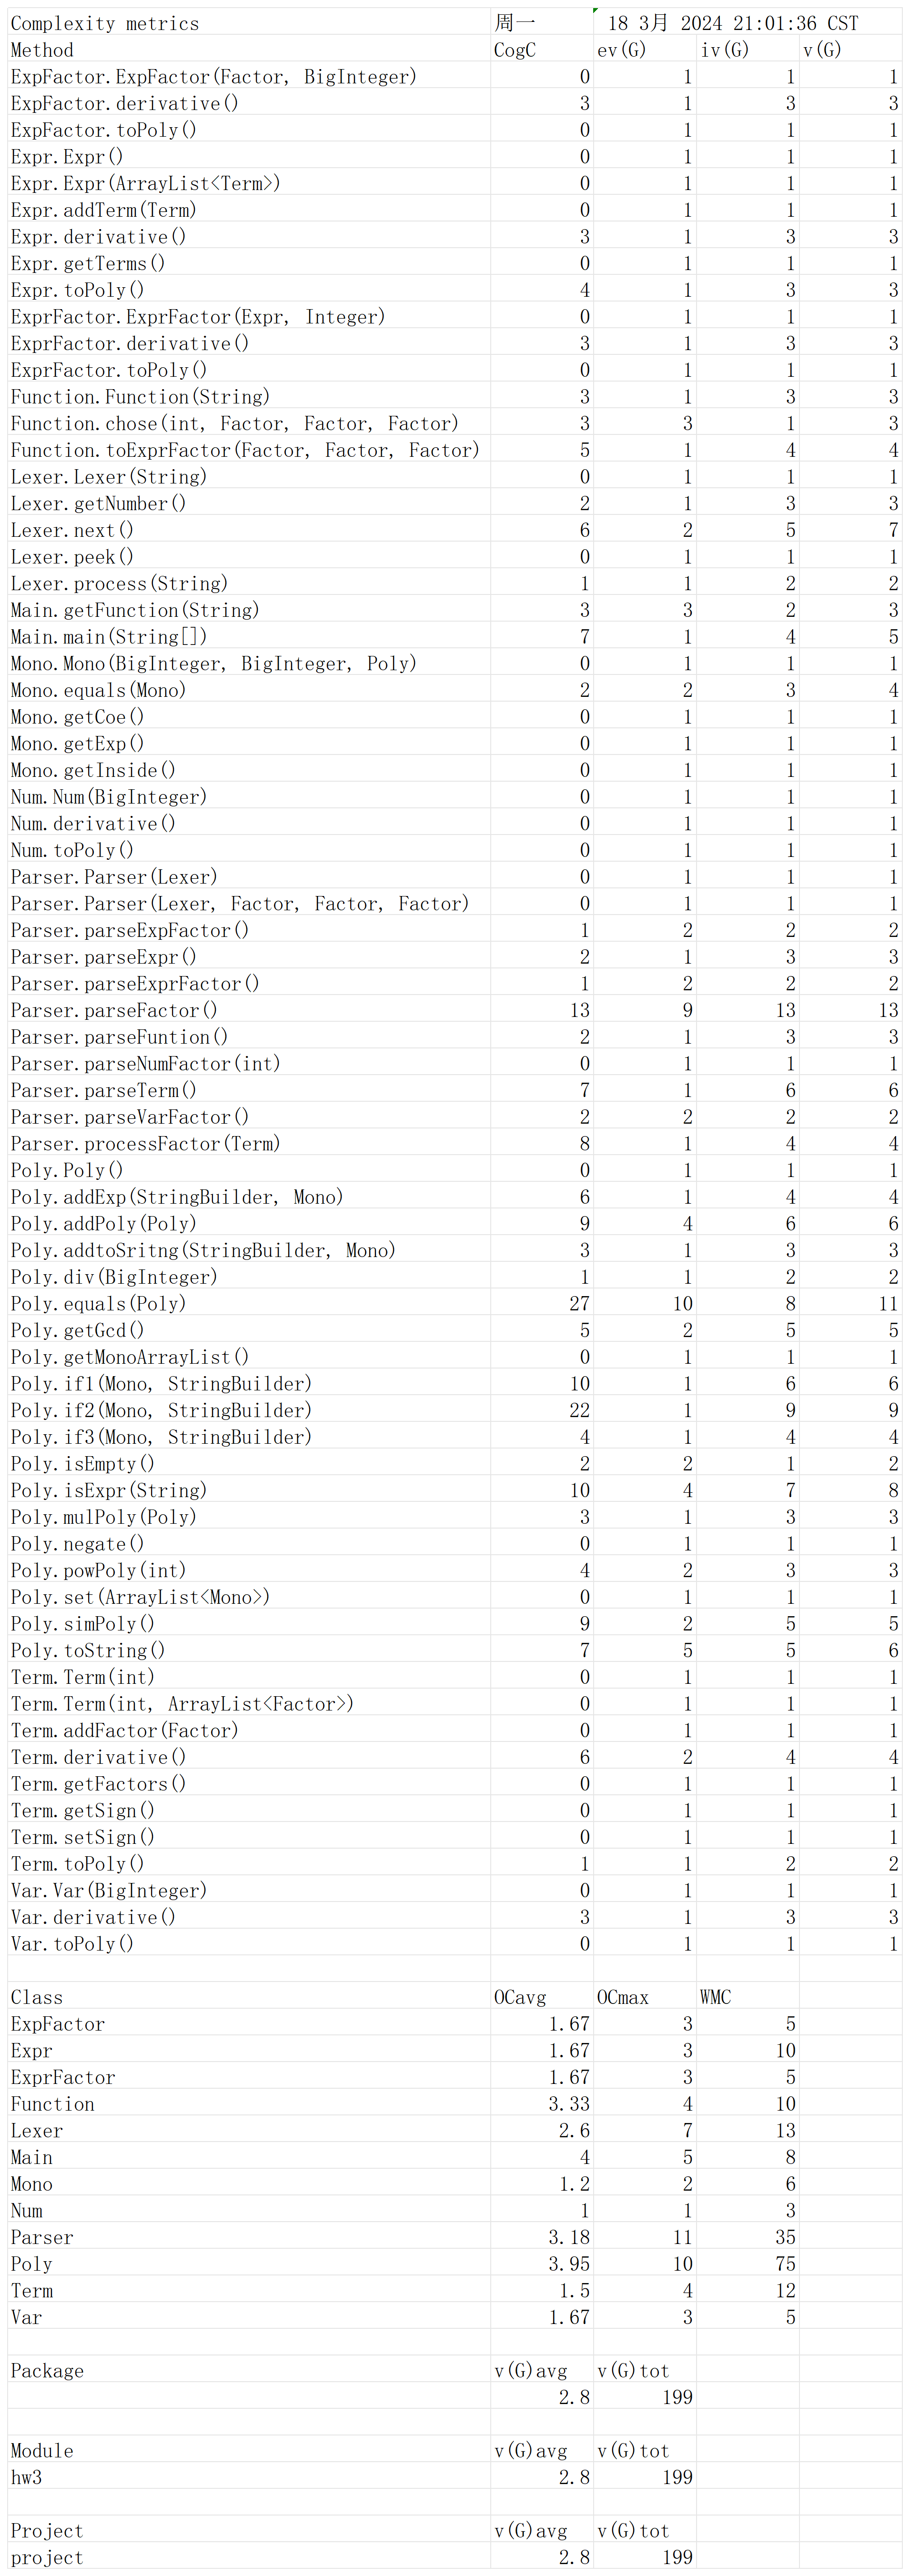 Complexity metrics 周一 18 3月 2024 21:01:36 CST
Method CogC ev(G) iv(G) v(G)
ExpFactor.ExpFactor(Factor, BigInteger) 0 1 1 1
ExpFactor.derivative() 3 1 3 3
ExpFactor.toPoly() 0 1 1 1
Expr.Expr() 0 1 1 1
Expr.Expr(ArrayList<Term>) 0 1 1 1
Expr.addTerm(Term) 0 1 1 1
Expr.derivative() 3 1 3 3
Expr.getTerms() 0 1 1 1
Expr.toPoly() 4 1 3 3
ExprFactor.ExprFactor(Expr, Integer) 0 1 1 1
ExprFactor.derivative() 3 1 3 3
ExprFactor.toPoly() 0 1 1 1
Function.Function(String) 3 1 3 3
Function.chose(int, Factor, Factor, Factor) 3 3 1 3
Function.toExprFactor(Factor, Factor, Factor) 5 1 4 4
Lexer.Lexer(String) 0 1 1 1
Lexer.getNumber() 2 1 3 3
Lexer.next() 6 2 5 7
Lexer.peek() 0 1 1 1
Lexer.process(String) 1 1 2 2
Main.getFunction(String) 3 3 2 3
Main.main(String[]) 7 1 4 5
Mono.Mono(BigInteger, BigInteger, Poly) 0 1 1 1
Mono.equals(Mono) 2 2 3 4
Mono.getCoe() 0 1 1 1
Mono.getExp() 0 1 1 1
Mono.getInside() 0 1 1 1
Num.Num(BigInteger) 0 1 1 1
Num.derivative() 0 1 1 1
Num.toPoly() 0 1 1 1
Parser.Parser(Lexer) 0 1 1 1
Parser.Parser(Lexer, Factor, Factor, Factor) 0 1 1 1
Parser.parseExpFactor() 1 2 2 2
Parser.parseExpr() 2 1 3 3
Parser.parseExprFactor() 1 2 2 2
Parser.parseFactor() 13 9 13 13
Parser.parseFuntion() 2 1 3 3
Parser.parseNumFactor(int) 0 1 1 1
Parser.parseTerm() 7 1 6 6
Parser.parseVarFactor() 2 2 2 2
Parser.processFactor(Term) 8 1 4 4
Poly.Poly() 0 1 1 1
Poly.addExp(StringBuilder, Mono) 6 1 4 4
Poly.addPoly(Poly) 9 4 6 6
Poly.addtoSritng(StringBuilder, Mono) 3 1 3 3
Poly.div(BigInteger) 1 1 2 2
Poly.equals(Poly) 27 10 8 11
Poly.getGcd() 5 2 5 5
Poly.getMonoArrayList() 0 1 1 1
Poly.if1(Mono, StringBuilder) 10 1 6 6
Poly.if2(Mono, StringBuilder) 22 1 9 9
Poly.if3(Mono, StringBuilder) 4 1 4 4
Poly.isEmpty() 2 2 1 2
Poly.isExpr(String) 10 4 7 8
Poly.mulPoly(Poly) 3 1 3 3
Poly.negate() 0 1 1 1
Poly.powPoly(int) 4 2 3 3
Poly.set(ArrayList<Mono>) 0 1 1 1
Poly.simPoly() 9 2 5 5
Poly.toString() 7 5 5 6
Term.Term(int) 0 1 1 1
Term.Term(int, ArrayList<Factor>) 0 1 1 1
Term.addFactor(Factor) 0 1 1 1
Term.derivative() 6 2 4 4
Term.getFactors() 0 1 1 1
Term.getSign() 0 1 1 1
Term.setSign() 0 1 1 1
Term.toPoly() 1 1 2 2
Var.Var(BigInteger) 0 1 1 1
Var.derivative() 3 1 3 3
Var.toPoly() 0 1 1 1
Class OCavg OCmax WMC
ExpFactor 1.67 3 5
Expr 1.67 3 10
ExprFactor 1.67 3 5
Function 3.33 4 10
Lexer 2.6 7 13
Main 4 5 8
Mono 1.2 2 6
Num 1 1 3
Parser 3.18 11 35
Poly 3.95 10 75
Term 1.5 4 12
Var 1.67 3 5
Package v(G)avg v(G)tot
2.8 199
Module v(G)avg v(G)tot
hw3 2.8 199
Project v(G)avg v(G)tot
project 2.8 199